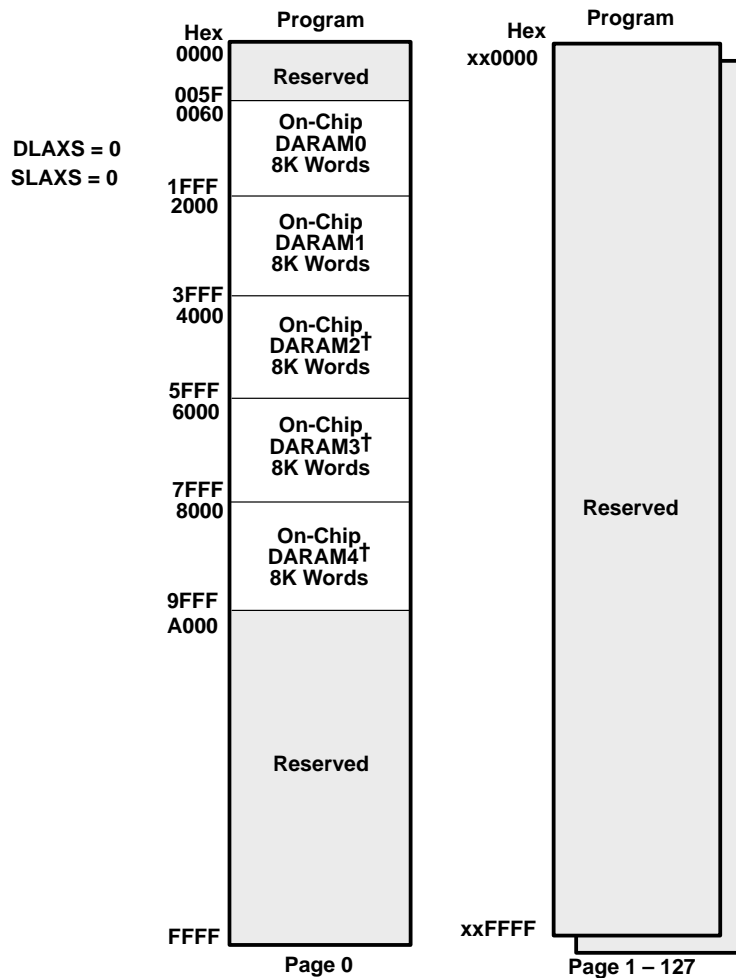 Hex
Program
0000
Reserved
005F
0060
On-Chip
DARAM0
8K Words
DLAXS = 0
SLAXS = 0
1FFF
2000
On-Chip
DARAM1
8K Words
3FFF
4000
On-Chip
DARAM2†
8K Words
5FFF
6000
On-Chip
DARAM3†
8K Words
7FFF
8000
On-Chip
DARAM4†
8K Words
9FFF
A000
Reserved
FFFF
Page 0
Hex
Program
xx0000
Reserved
xxFFFF
Page 1 – 127